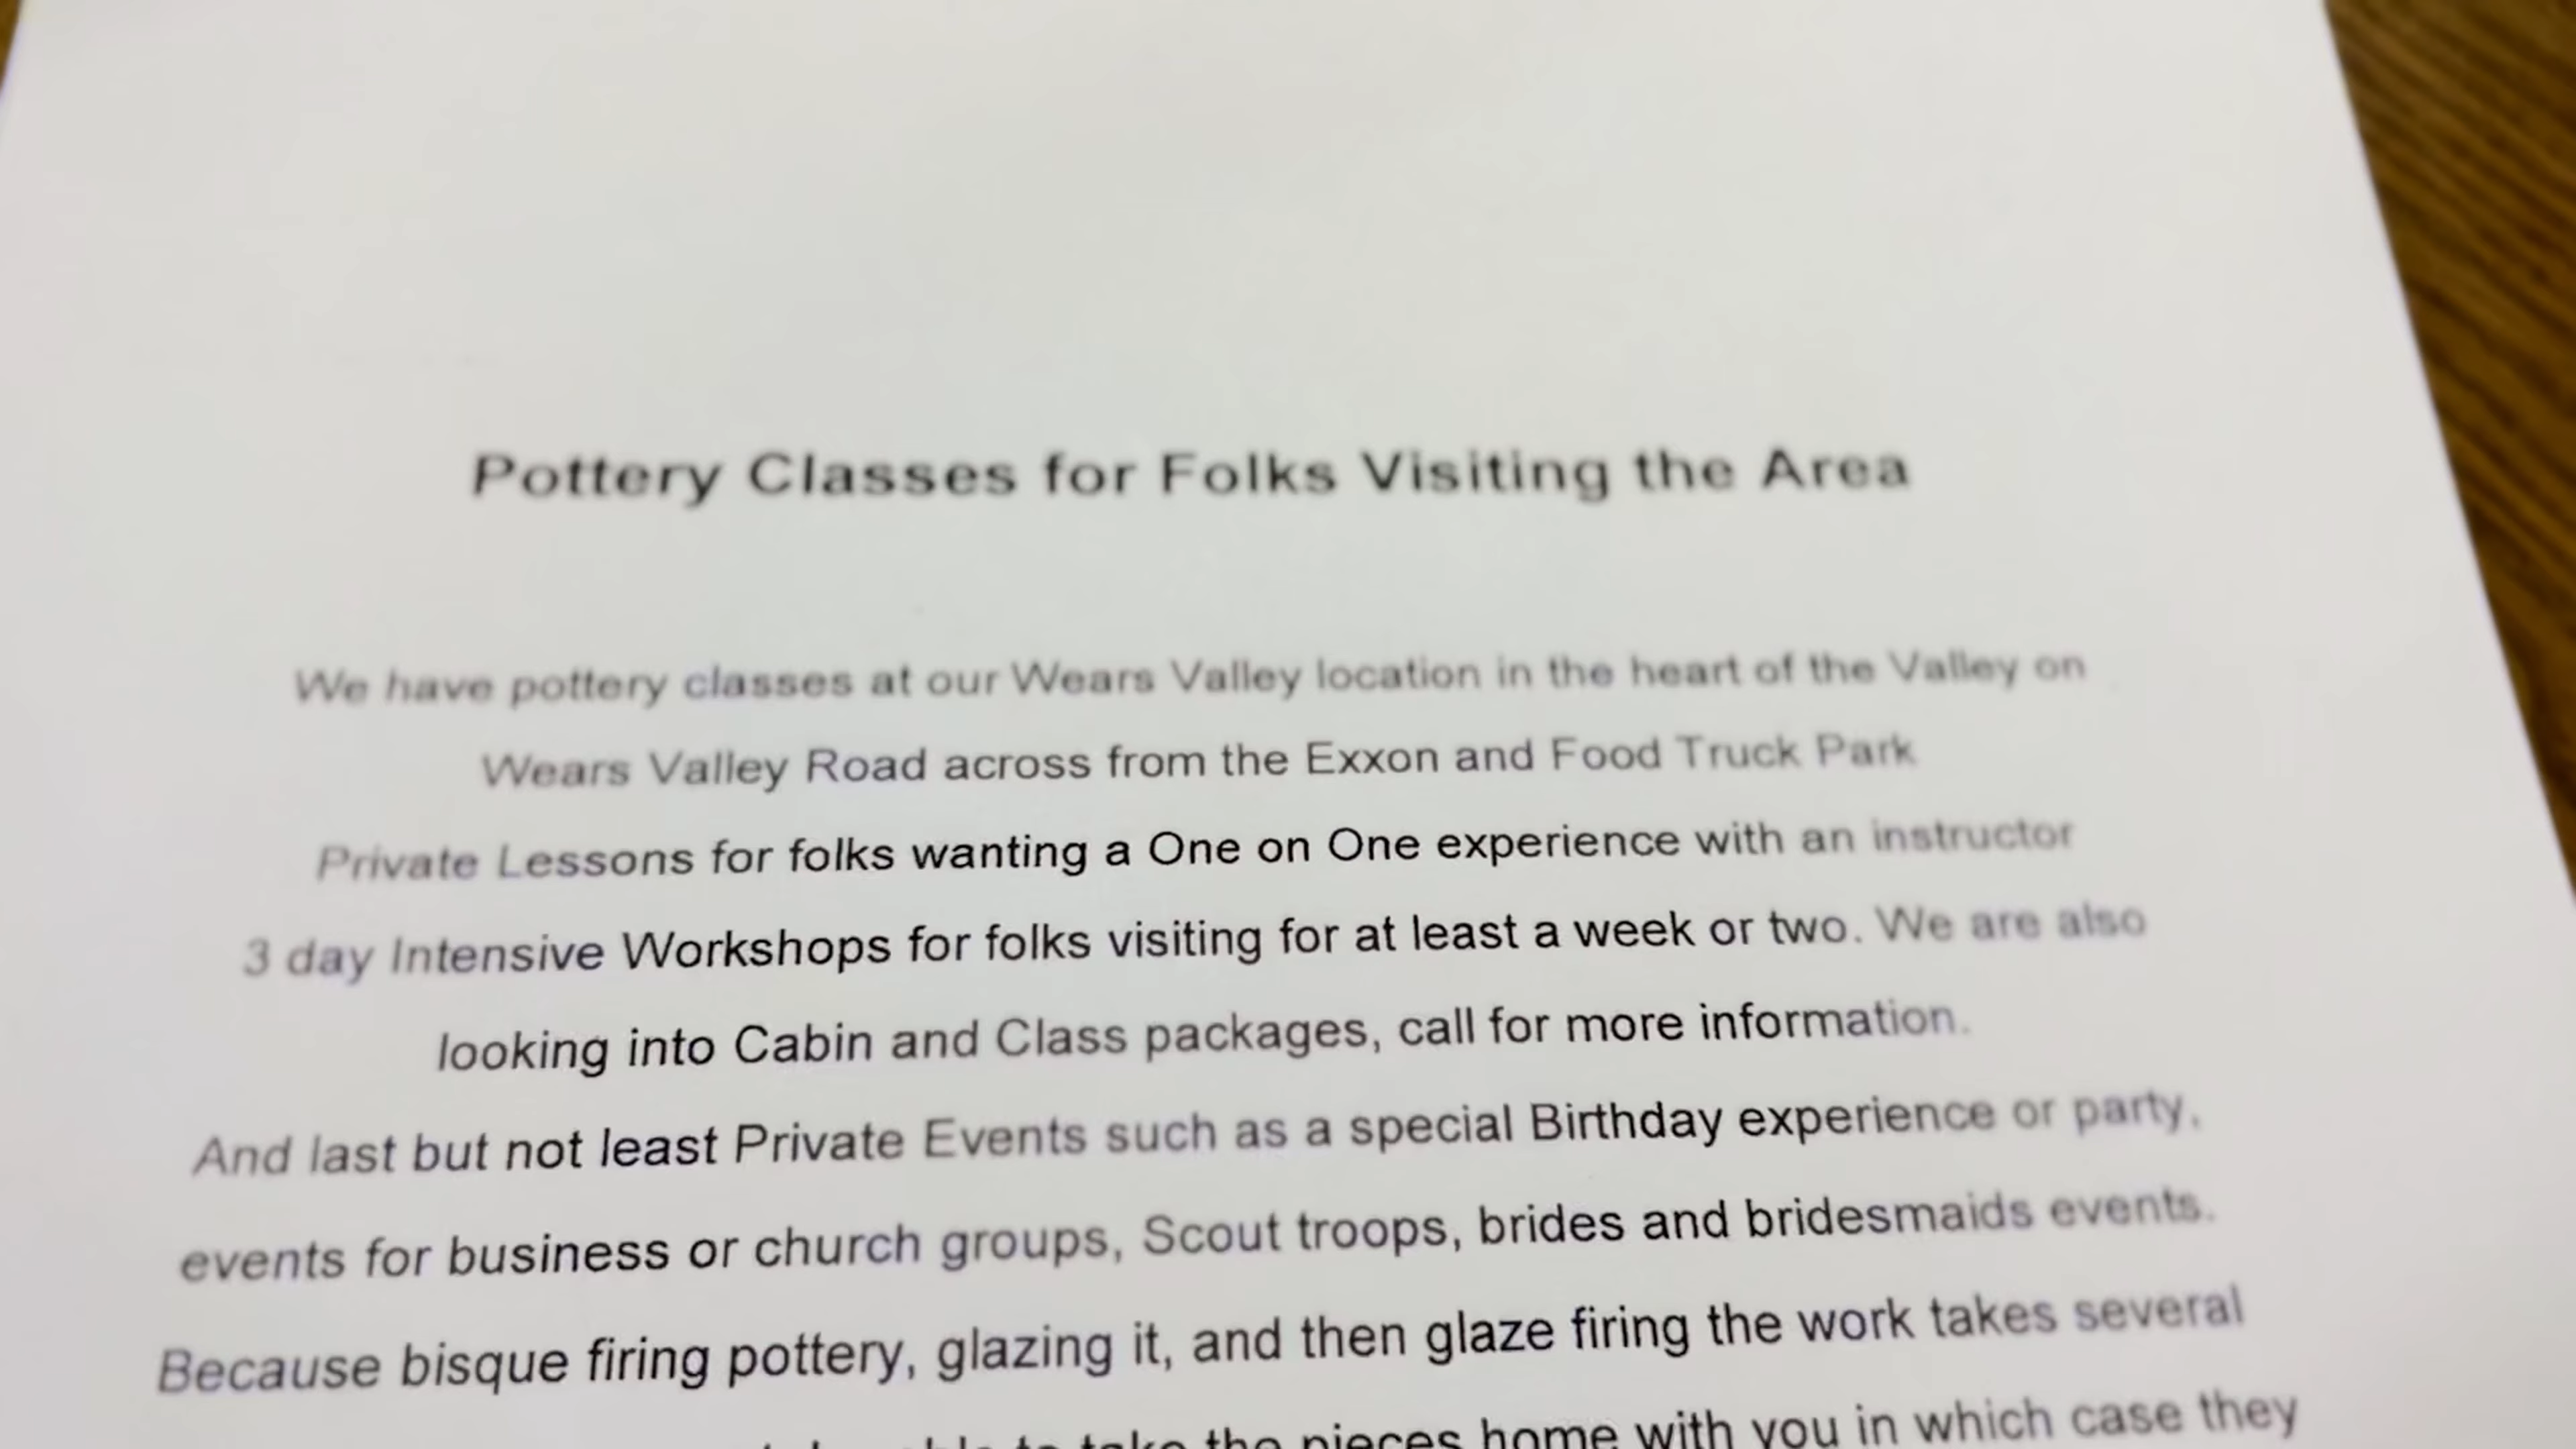 Pottery Classes for Folks Visiting the Area
We have pottery classes at our Wears Valley location in the heart of the Valley on
Wears Valley Road across from the Exxon and Food Truck Park
Private Lessons for folks wanting a One on One experience with an instructor
3 day Intensive Workshops for folks visiting for at least a week or two. We are also
looking into Cabin and Class packages, call for more information.
And last but not least Private Events such as a special Birthday experience or party,
events for business or church groups, Scout troops, brides and bridesmaids events.
Because bisque firing pottery, glazing it, and then glaze firing the work takes several
to take the pieces home with you in which case they